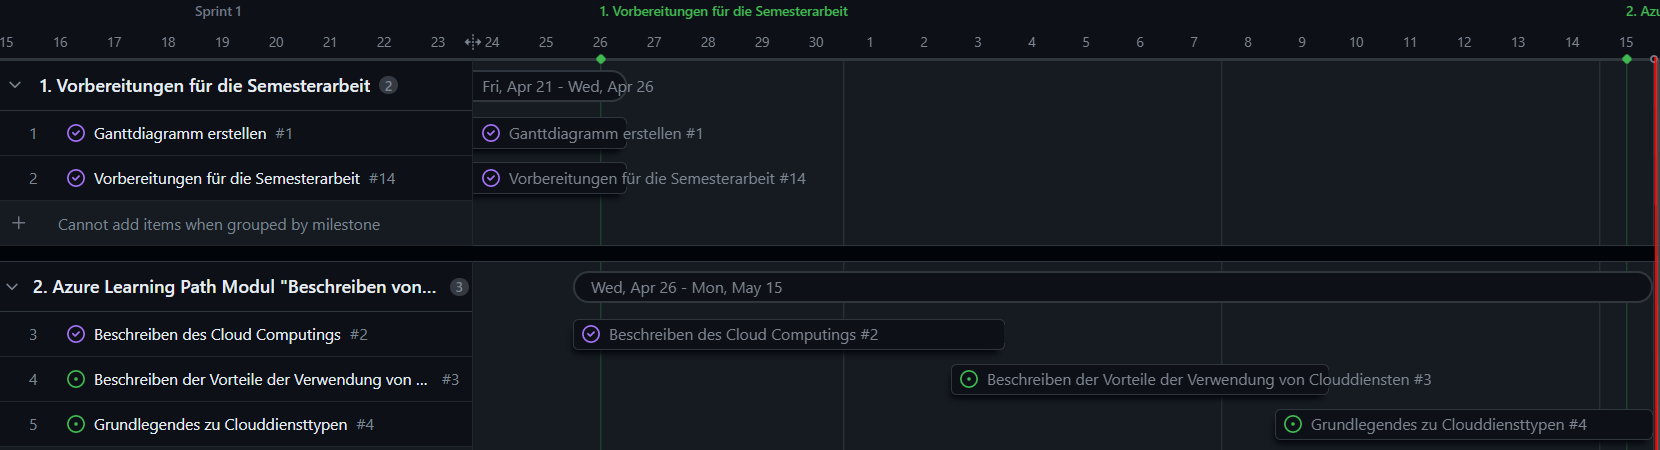 Sprint 1
1. Vorbereitungen für die Semesterarbeit
2. Azu
15 16 17 18 19 20 21 22 23 24 25 26 27 28 29 30 1 2 3 4 5 6 7 8 9 10 11 12 13 14 15
1. Vorbereitungen für die Semesterarbeit 2
Fri, Apr 21 - Wed, Apr 26
1 Ganttdiagramm erstellen #1
Ganttdiagramm erstellen #1
2 Vorbereitungen für die Semesterarbeit #14
Vorbereitungen für die Semesterarbeit #14
Cannot add items when grouped by milestone
2. Azure Learning Path Modul "Beschreiben von... 3
Wed, Apr 26 - Mon, May 15
3 Beschreiben des Cloud Computings #2
Beschreiben des Cloud Computings #2
4 Beschreiben der Vorteile der Verwendung von ... #3
Beschreiben der Vorteile der Verwendung von Clouddiensten #3
5 Grundlegendes zu Clouddiensttypen #4
Grundlegendes zu Clouddiensttypen #4